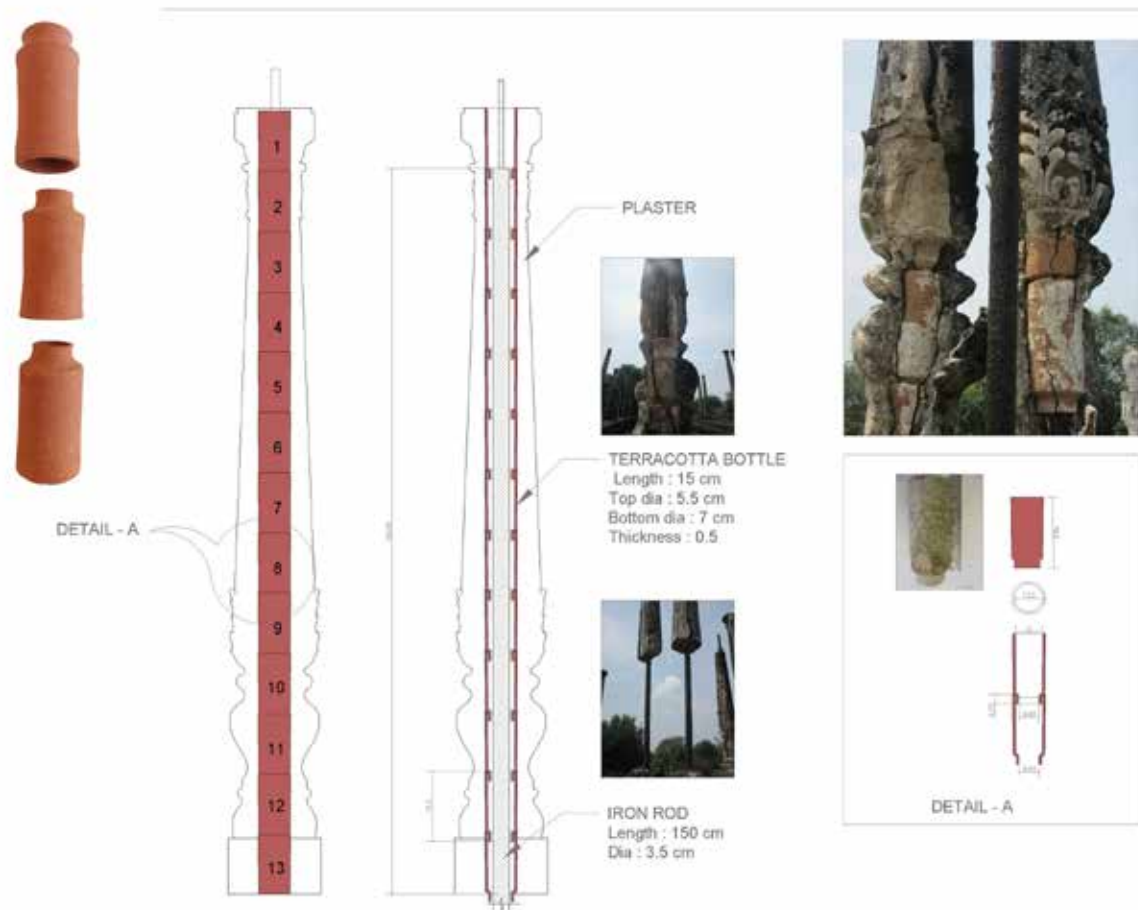 1
2
3
4
5
6
7
8
9
10
11
12
13
DETAIL - A
PLASTER
TERRACOTTA BOTTLE
Length : 15 cm
Top dia : 5.5 cm
Bottom dia : 7 cm
Thickness : 0.5
IRON ROD
Length : 150 cm
Dia : 3.5 cm
DETAIL - A